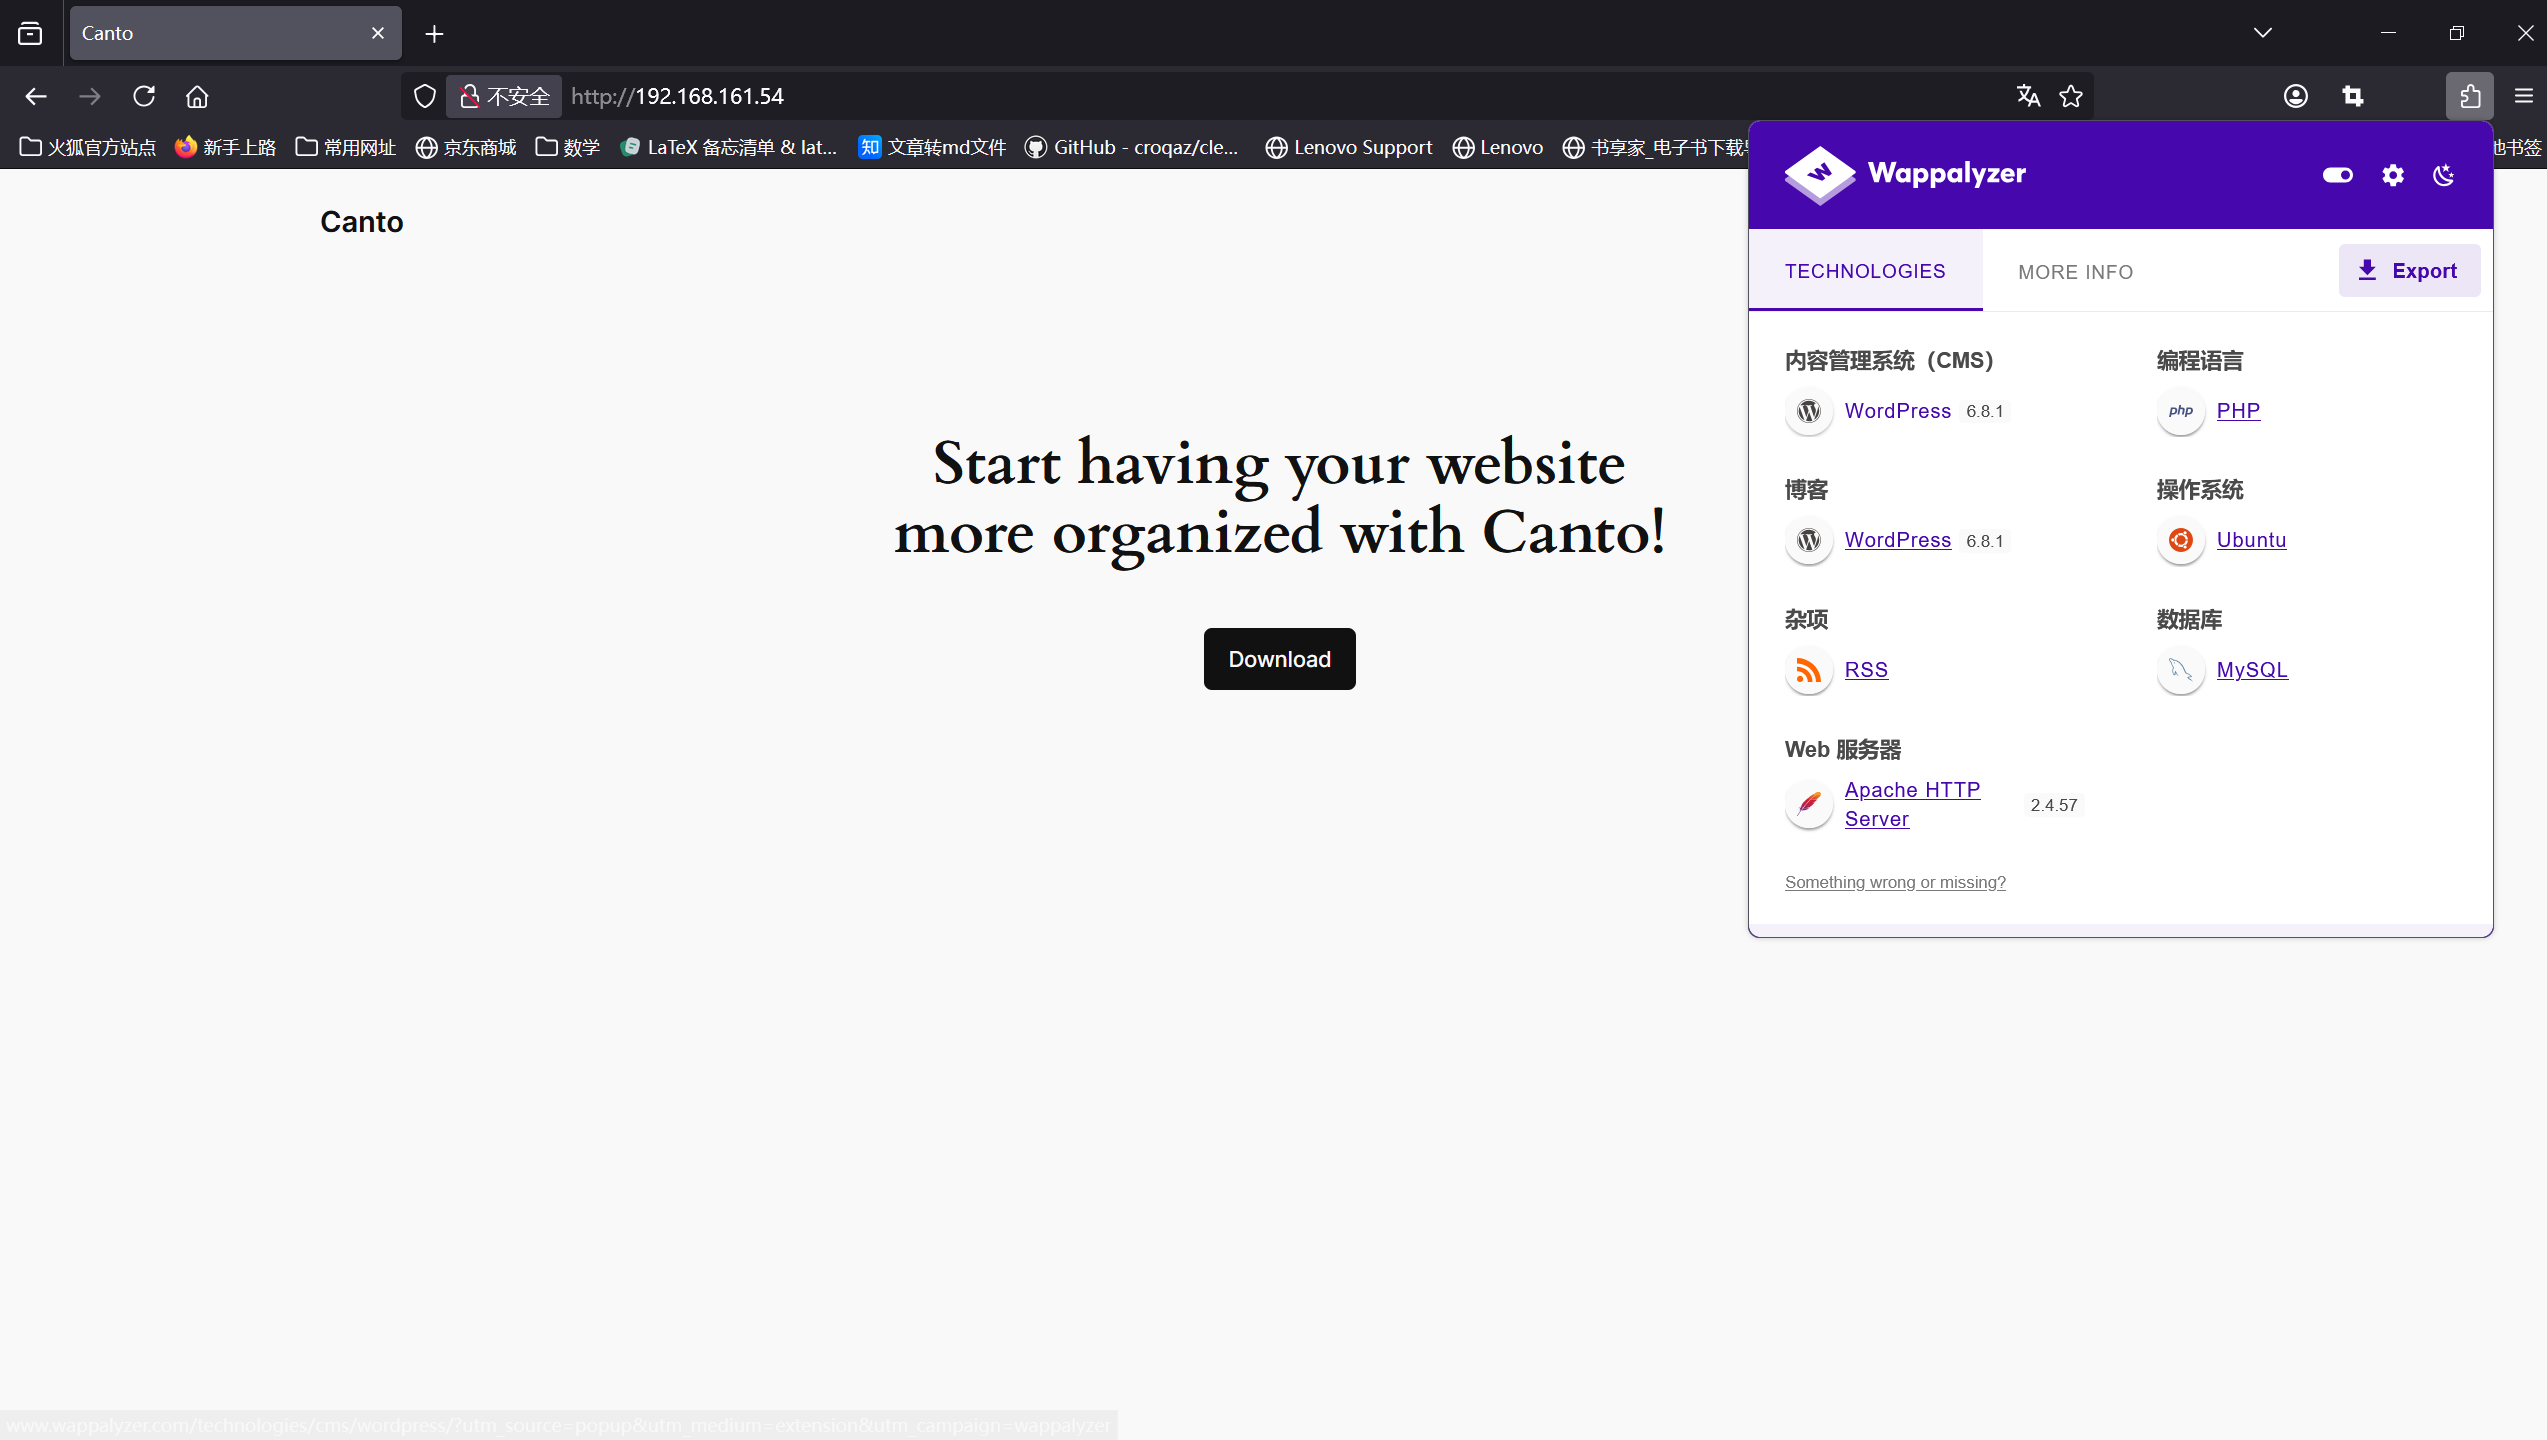 Canto
不安全
http://192.168.161.54
火狐官方站点
新手上路
常用网址
京东商城
数学
LaTeX 备忘清单 & lat...
知 文章转md文件
GitHub - croqaz/cle...
Lenovo Support
Lenovo
书享家_电子书下载
他书签
Canto
Start having your website
more organized with Canto!
Download
Wappalyzer
TECHNOLOGIES
MORE INFO
Export
内容管理系统（CMS）
WordPress 6.8.1
编程语言
php PHP
博客
WordPress 6.8.1
操作系统
Ubuntu
杂项
RSS
数据库
MySQL
Web 服务器
Apache HTTP
Server
2.4.57
Something wrong or missing?
www.wappalyzer.com/technologies/cms/wordpress/?utm_source=popup&utm_medium=extension&utm_campaign=wappalyzer